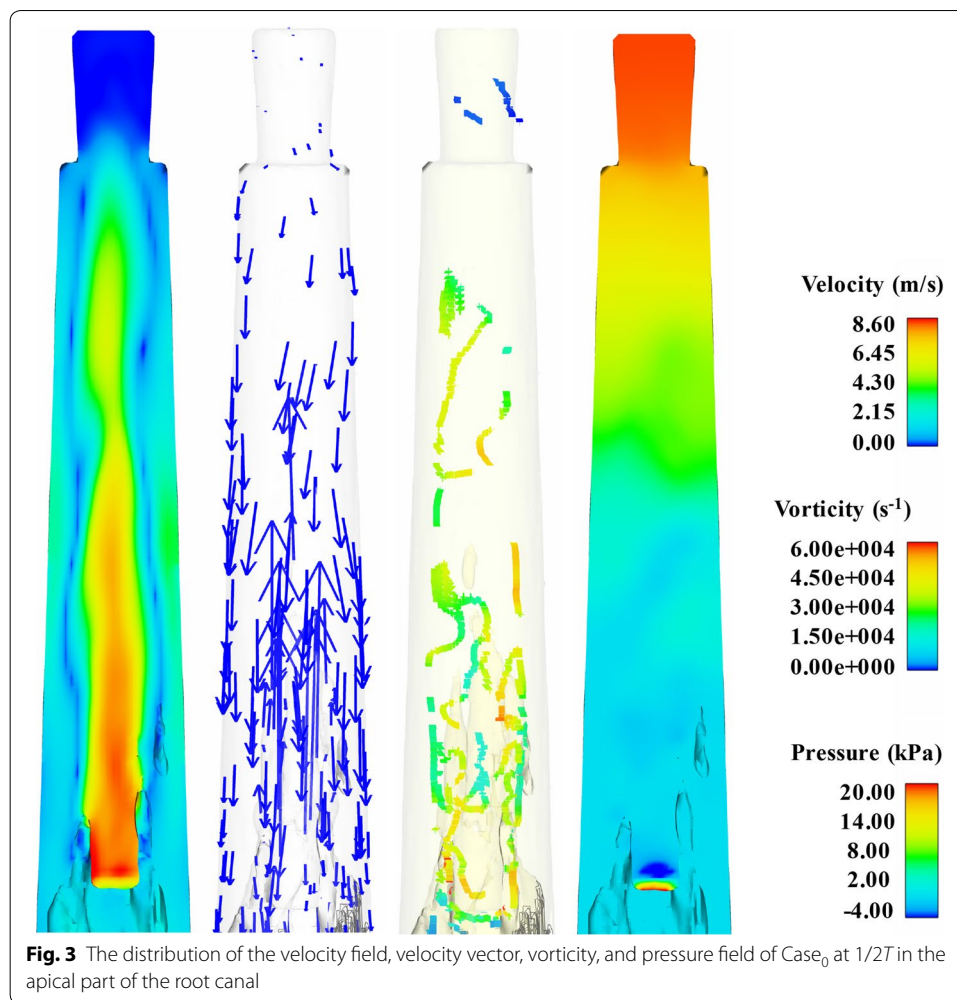 Velocity (m/s)
8.60
6.45
4.30
2.15
0.00
Vorticity (s⁻¹)
6.00e+004
4.50e+004
3.00e+004
1.50e+004
0.00e+000
Pressure (kPa)
20.00
14.00
8.00
2.00
-4.00
Fig. 3 The distribution of the velocity field, velocity vector, vorticity, and pressure field of Case₀ at 1/2T in the
apical part of the root canal